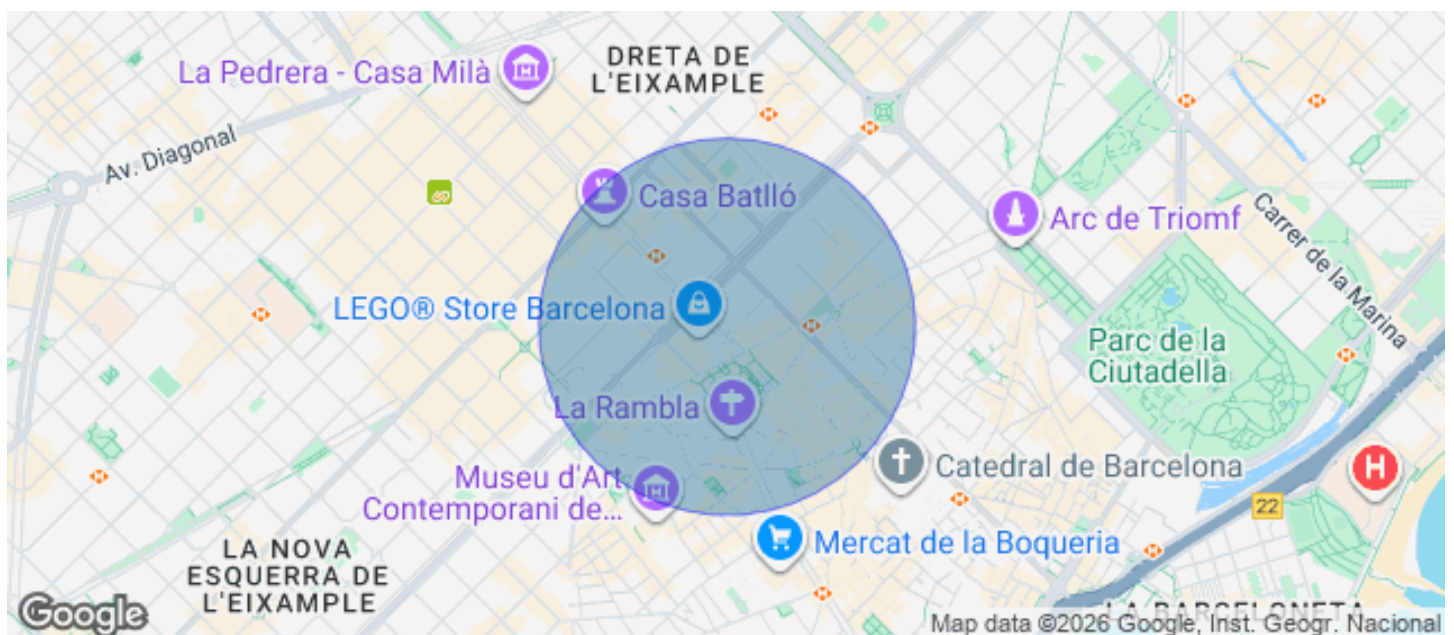 DRETA DE
L'EIXAMPLE
La Pedrera - Casa Milà
Av. Diagonal
Casa Batlló
Arc de Triomf
Carrer de la Marina
LEGO® Store Barcelona
Parc de la
Ciutadella
La Rambla
Museu d'Art
Contemporani de...
Catedral de Barcelona
H
22
Mercat de la Boqueria
LA NOVA
ESQUERRA DE
L'EIXAMPLE
LA BARCELONETA
Google
Map data ©2026 Google, Inst. Geogr. Nacional